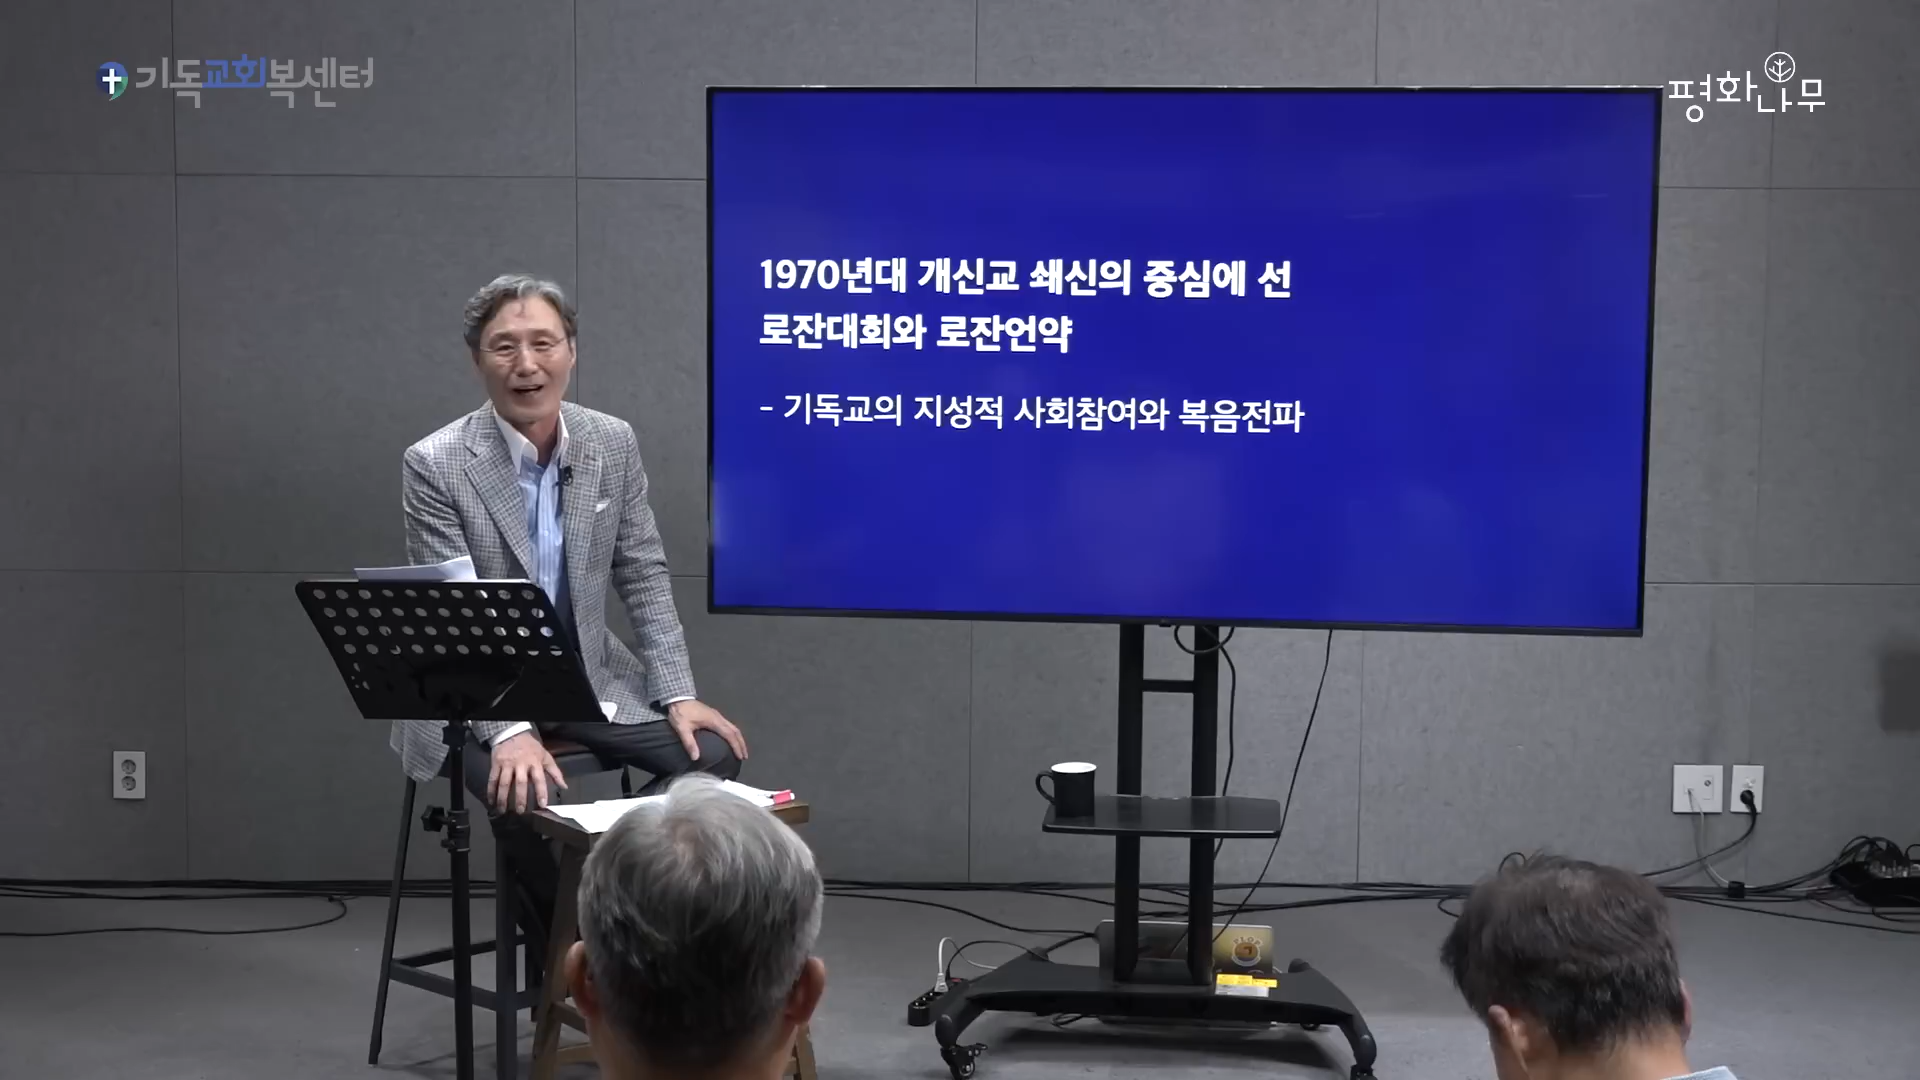 기독교회복센터
평화나무
1970년대 개신교 쇄신의 중심에 선
로잔대회와 로잔언약
- 기독교의 지성적 사회참여와 복음전파